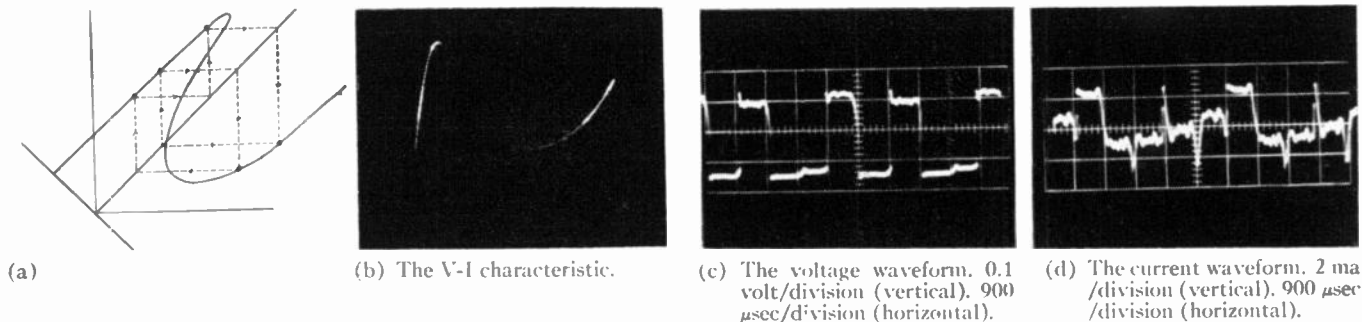 (a)
(b) The V-I characteristic.
(c) The voltage waveform. 0.1
volt/division (vertical). 900
μsec/division (horizontal).
(d) The current waveform. 2 ma
/division (vertical). 900 μsec
/division (horizontal).